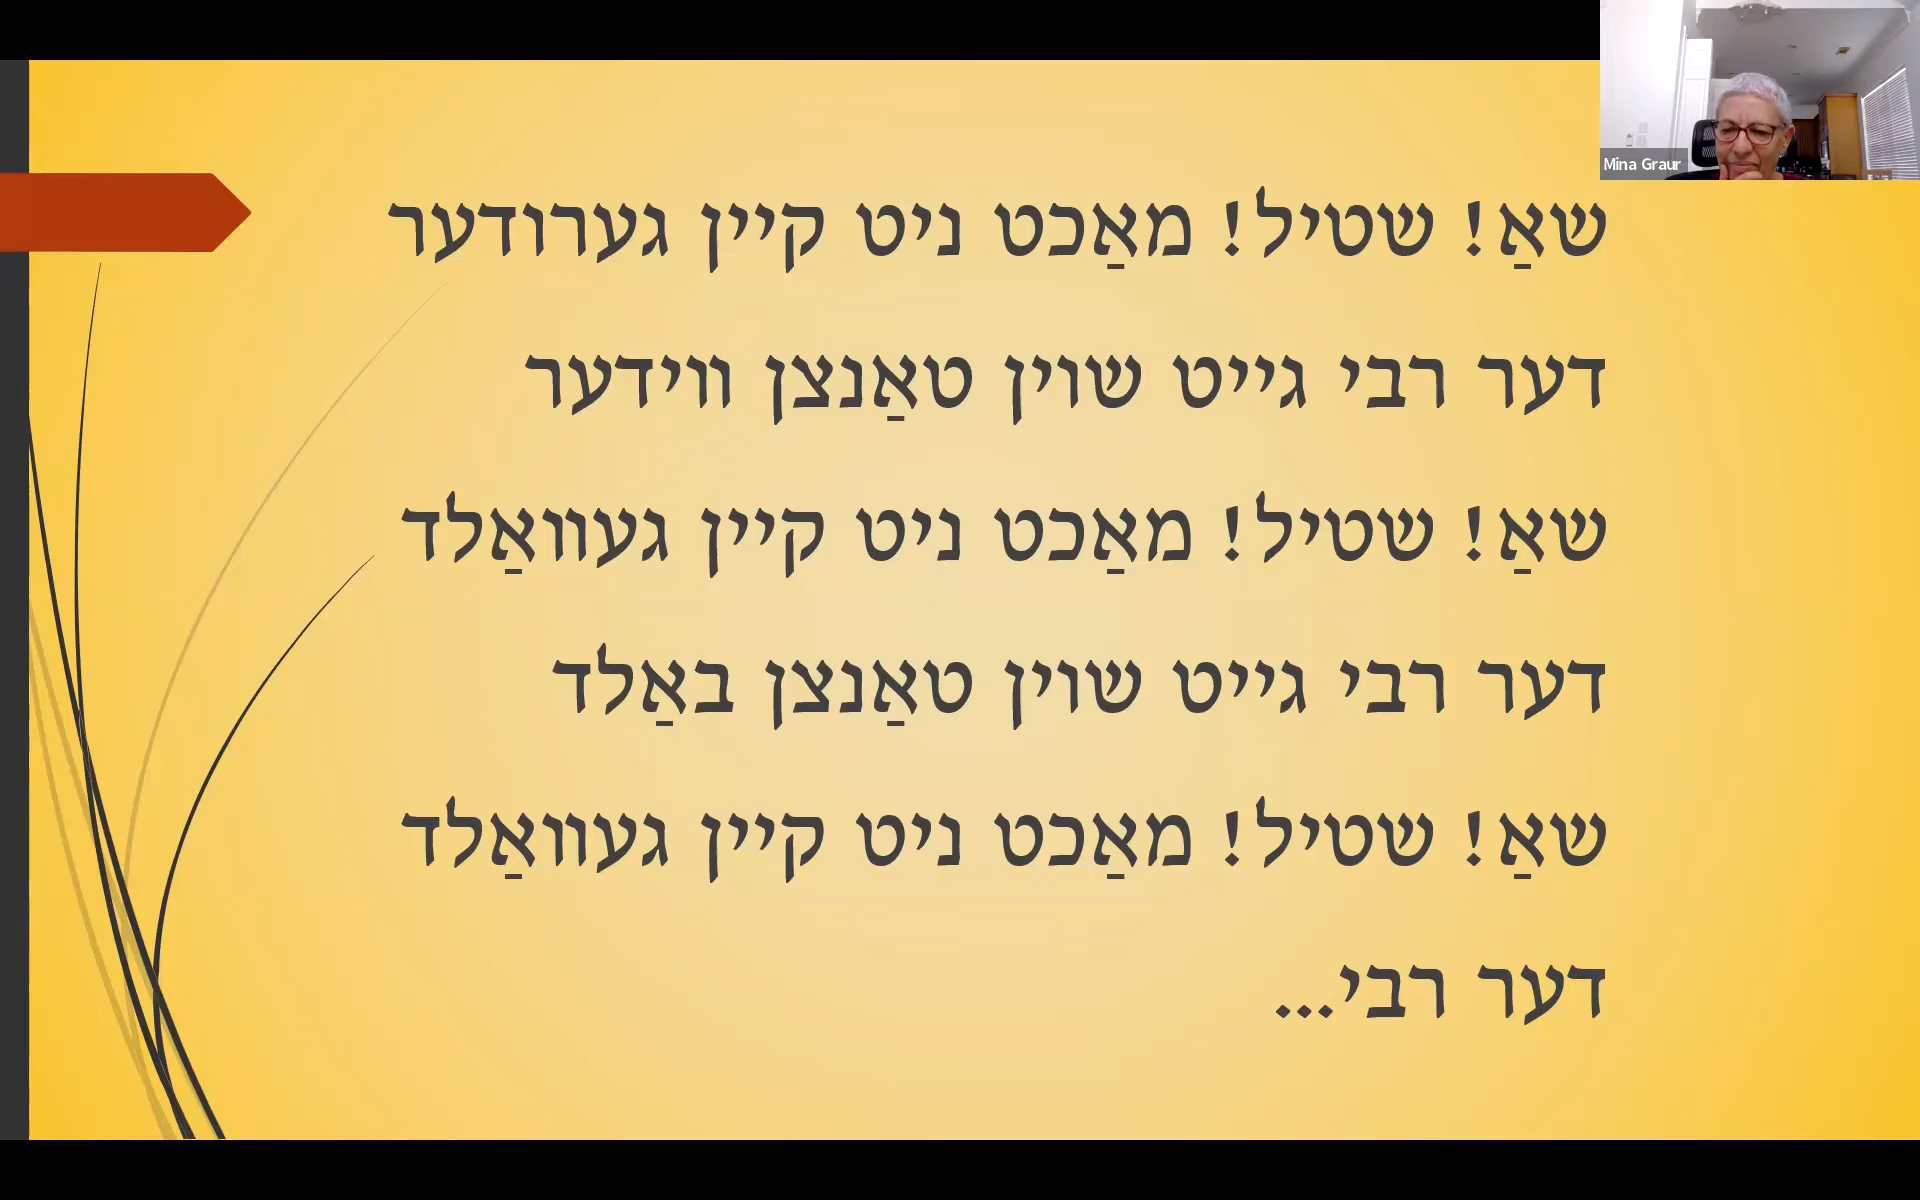 Mina Graur
שאַ! שטיל! מאַכט ניט קיין גערודער
דער רבי גייט שוין טאַנצן ווידער
שאַ! שטיל! מאַכט ניט קיין געוואַלד
דער רבי גייט שוין טאַנצן באַלד
שאַ! שטיל! מאַכט ניט קיין געוואַלד
דער רבי...